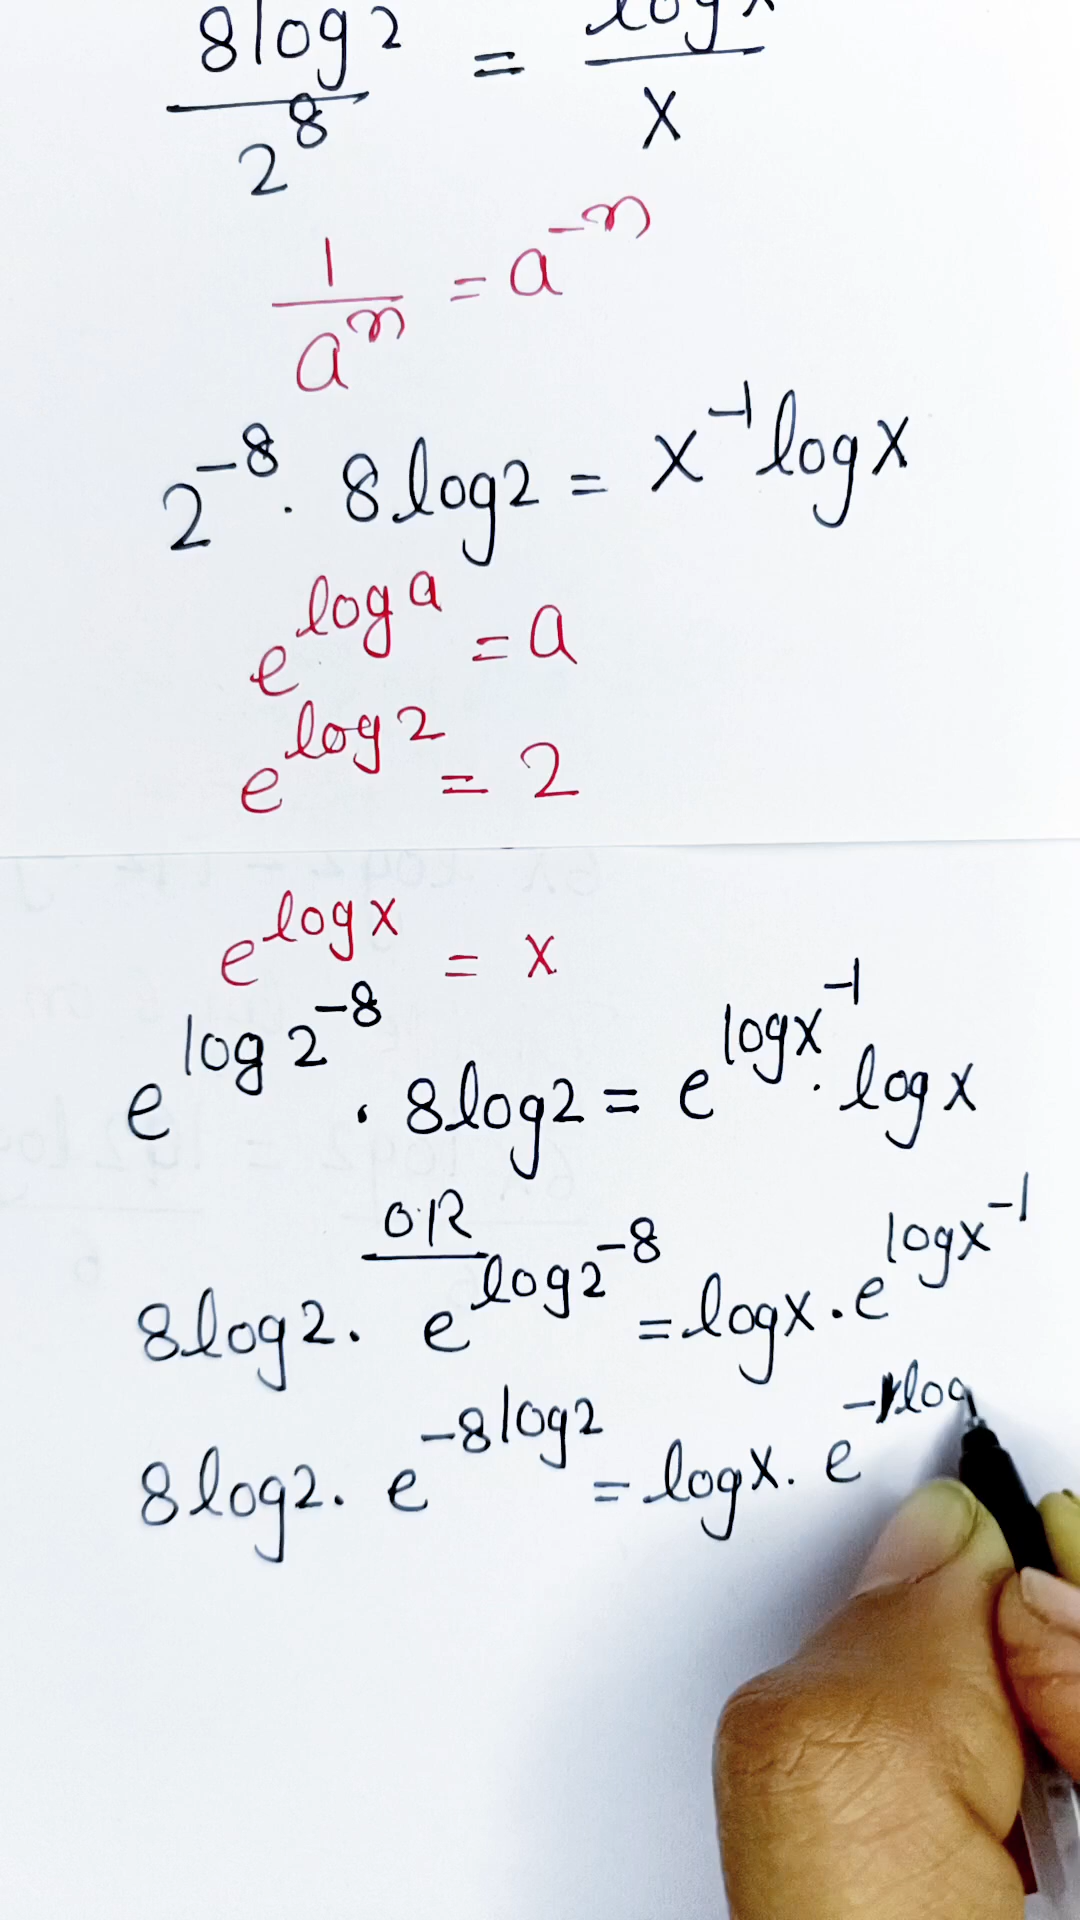 8log2/2^8 = logx/x
1/a^n = a^-n
2^-8 . 8log2 = x^-1 logx
e^loga = a
e^log2 = 2
e^logx = x
e^log2^-8 . 8log2 = e^logx^-1 . logx
OR
8log2 . e^log2^-8 = logx . e^logx^-1
8log2 . e^-8log2 = logx . e^-1log